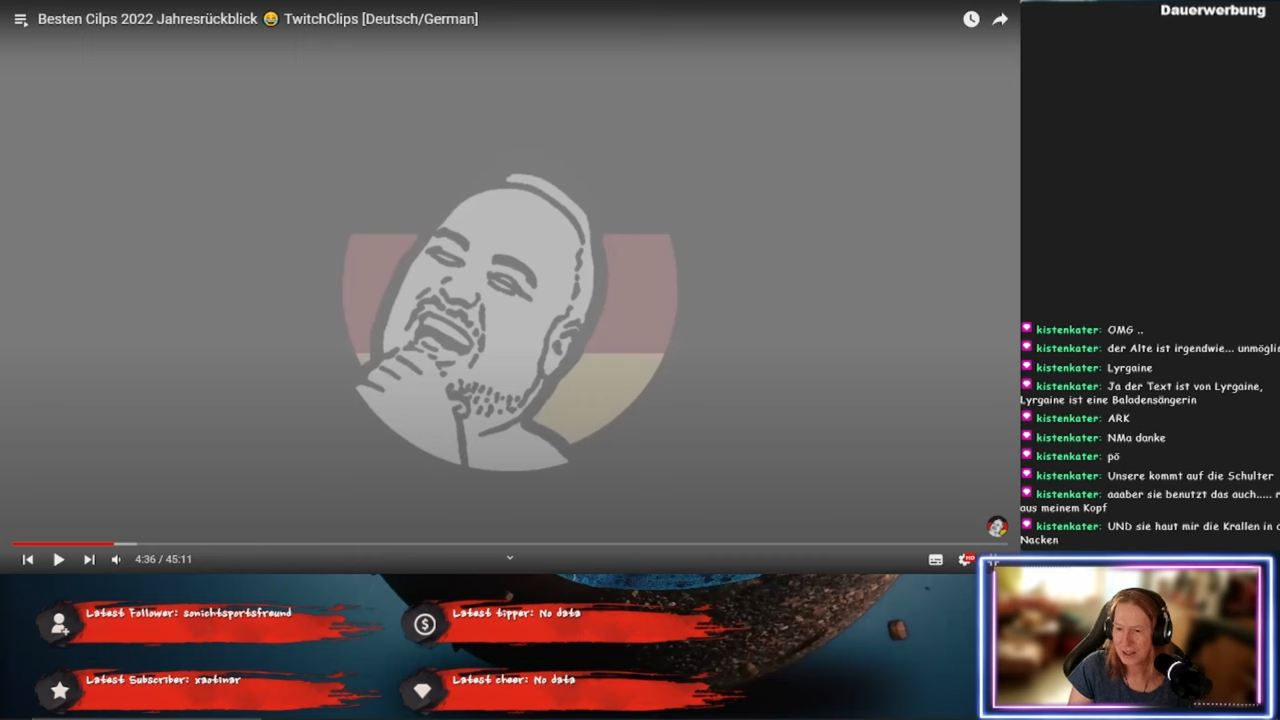 Besten Cilps 2022 Jahresrückblick 😂 TwitchClips [Deutsch/German]
Dauerwerbung
kistenkater: OMG ..
kistenkater: der Alte ist irgendwie...
kistenkater: Lyrgaine
kistenkater: Ja der Text ist von Lyrgaine,
Lyrgaine ist eine Baladensängerin
kistenkater: ARK
kistenkater: NMa danke
kistenkater: pö
kistenkater: Unsere kommt auf die Schulter
kistenkater: aaaber sie benutzt das auch.....
aus meinem Kopf
kistenkater: UND sie haut mir die Krallen in
Nacken
4:36 / 45:11
HD
Latest Follower: sonichtsportsfreund
Latest tipper: No data
Latest Subscriber: xaotinar
Latest cheer: No data